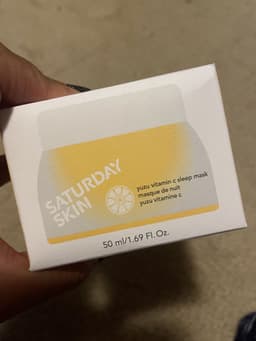 SATURDAY
SKIN
yuzu vitamin c sleep mask
masque de nuit
yuzu vitamine c
50 ml/1.69 Fl. Oz.